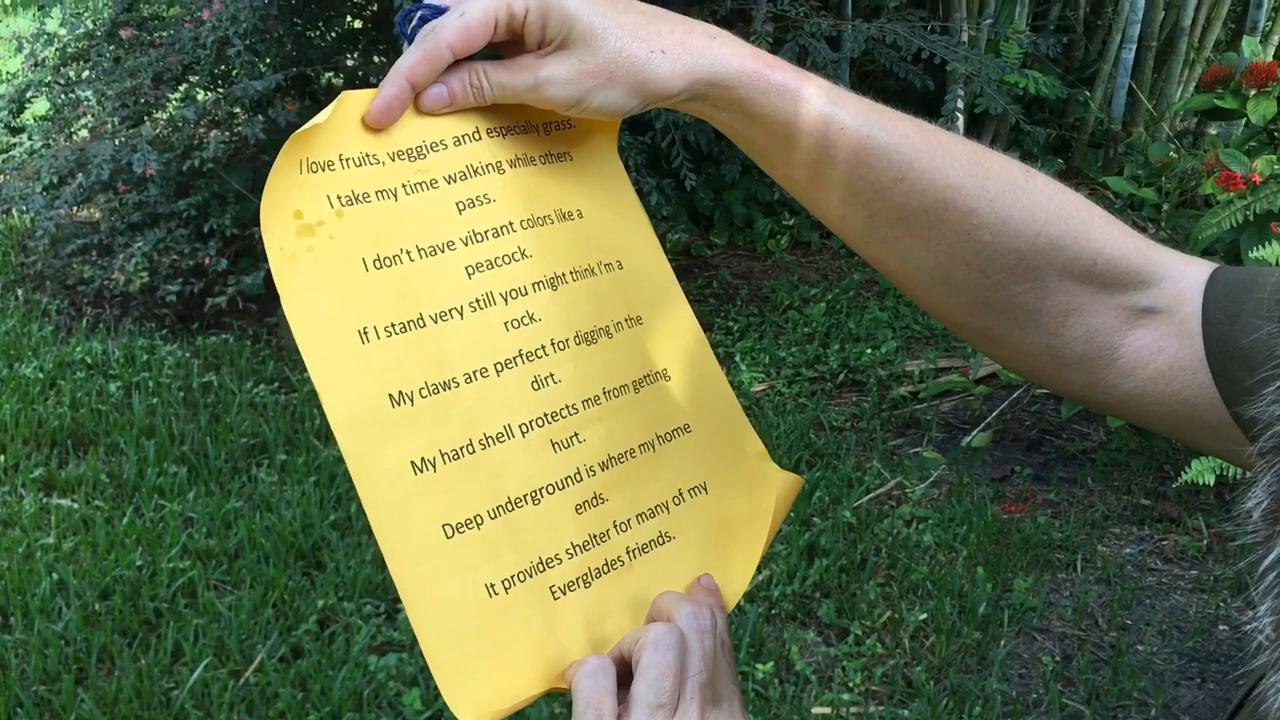 I love fruits, veggies and especially grass.
I take my time walking while others
pass.
I don't have vibrant colors like a
peacock.
If I stand very still you might think I'm a
rock.
My claws are perfect for digging in the
dirt.
My hard shell protects me from getting
hurt.
Deep underground is where my home
ends.
It provides shelter for many of my
Everglades friends.